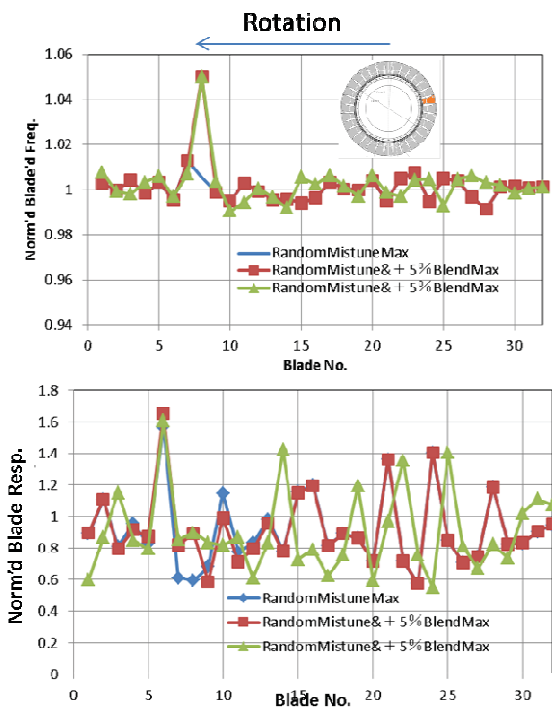 Rotation
1.06
1.04
1.02
1
0.98
0.96
0.94
Norm'd Blade'd Freq.
RandomMistuneMax
RandomMistune&＋5%BlendMax
RandomMistune&＋5%BlendMax
0 5 10 15 20 25 30
Blade No.
1.8
1.6
1.4
1.2
1
0.8
0.6
0.4
0.2
0
Norm'd Blade Resp.
RandomMistuneMax
RandomMistune&＋5%BlendMax
RandomMistune&＋5%BlendMax
0 5 10 15 20 25 30
Blade No.